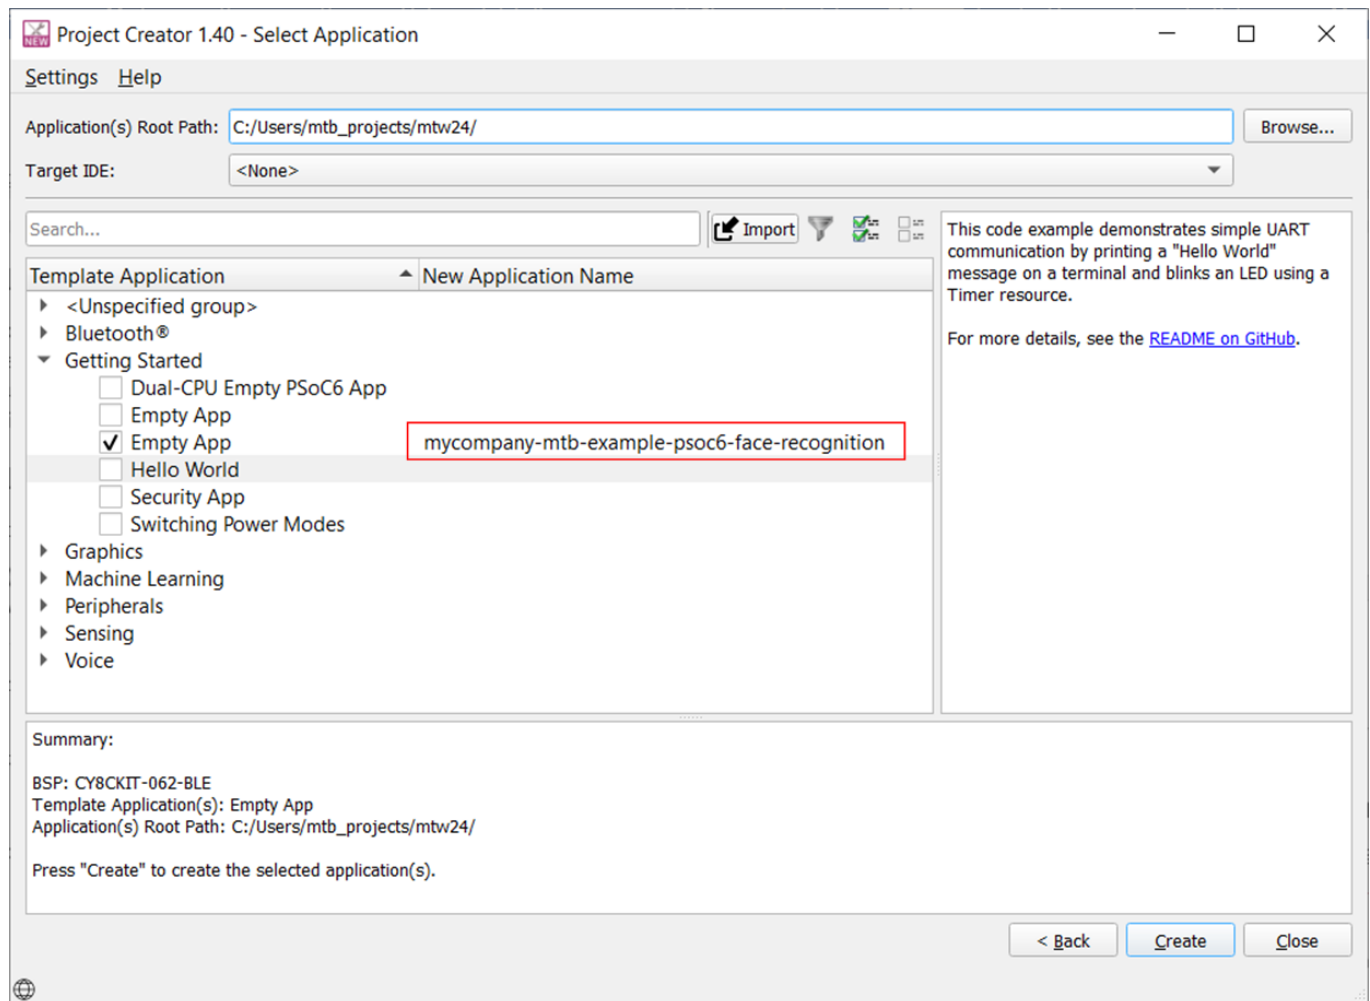 Project Creator 1.40 - Select Application
Settings Help
Application(s) Root Path: C:/Users/mtb_projects/mtw24/ Browse...
Target IDE: <None>
Search... Import
Template Application New Application Name
<Unspecified group>
Bluetooth®
Getting Started
Dual-CPU Empty PSoC6 App
Empty App
Empty App mycompany-mtb-example-psoc6-face-recognition
Hello World
Security App
Switching Power Modes
Graphics
Machine Learning
Peripherals
Sensing
Voice
This code example demonstrates simple UART
communication by printing a "Hello World"
message on a terminal and blinks an LED using a
Timer resource.
For more details, see the README on GitHub.
Summary:
BSP: CY8CKIT-062-BLE
Template Application(s): Empty App
Application(s) Root Path: C:/Users/mtb_projects/mtw24/
Press "Create" to create the selected application(s).
< Back Create Close